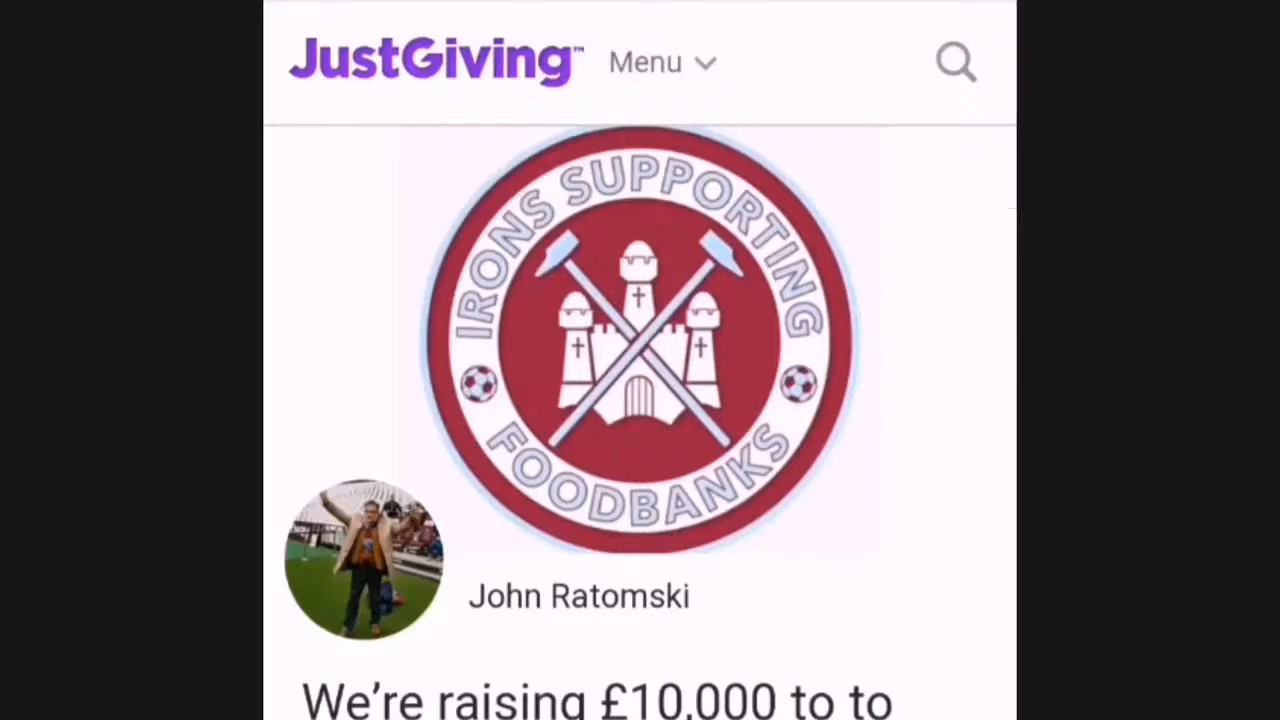 JustGiving™ Menu
IRONS SUPPORTING
FOODBANKS
John Ratomski
We're raising £10,000 to to